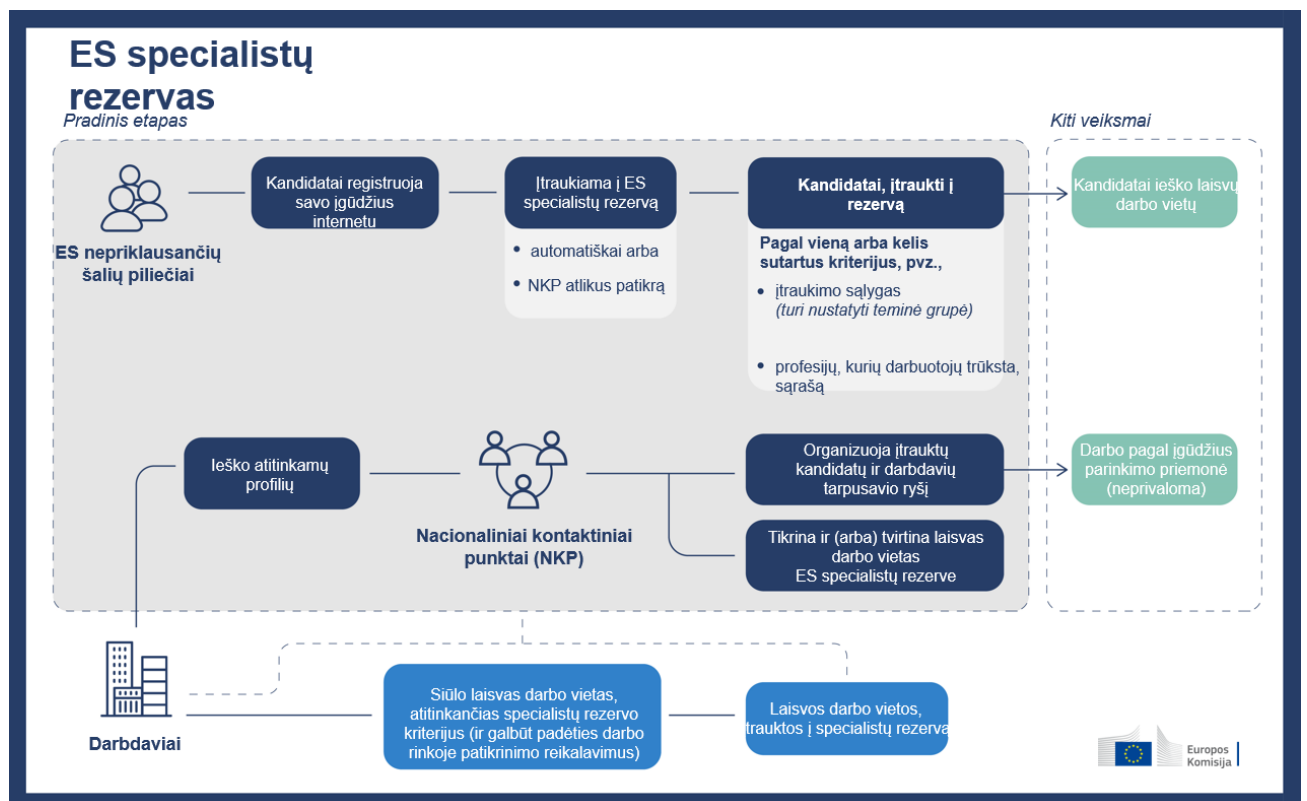 ES specialistų
rezervas
Pradinis etapas
Kiti veiksmai
ES nepriklausančių
šalių piliečiai
Kandidatai registruoja
savo įgūdžius
internetu
Įtraukiama į ES
specialistų rezervą
• automatiškai arba
• NKP atlikus patikrą
Kandidatai, įtraukti į
rezervą
Pagal vieną arba kelis
sutartus kriterijus, pvz.,
• įtraukimo sąlygas
(turi nustatyti teminė grupė)
• profesijų, kurių darbuotojų trūksta,
sąrašą
Kandidatai ieško laisvų
darbo vietų
Ieško atitinkamų
profilių
Nacionaliniai kontaktiniai
punktai (NKP)
Organizuoja įtrauktų
kandidatų ir darbdavių
tarpusavio ryšį
Darbo pagal įgūdžius
parinkimo priemonė
(neprivaloma)
Tikrina ir (arba) tvirtina laisvas
darbo vietas
ES specialistų rezerve
Darbdaviai
Siūlo laisvas darbo vietas,
atitinkančias specialistų rezervo
kriterijus (ir galbūt padėties darbo
rinkoje patikrinimo reikalavimus)
Laisvos darbo vietos,
trauktos į specialistų rezerva
Europos
Komisija